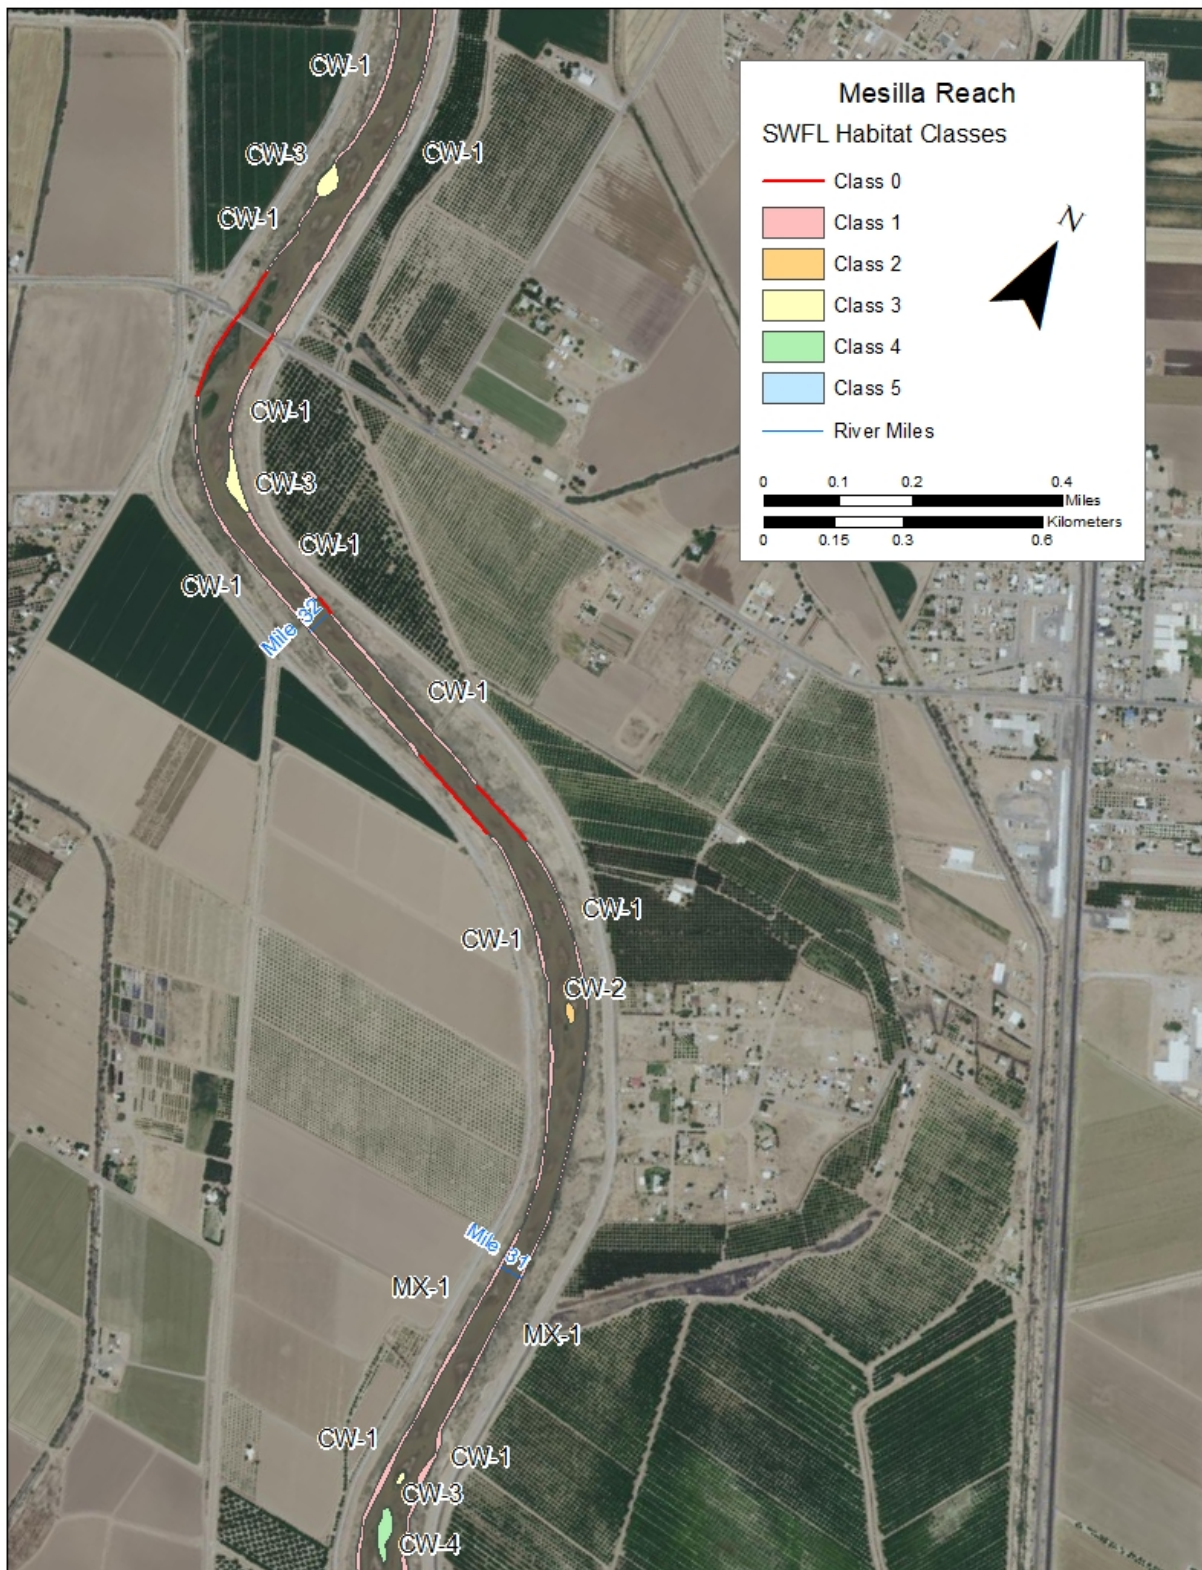 Mesilla Reach
SWFL Habitat Classes
Class 0
Class 1
Class 2
Class 3
Class 4
Class 5
River Miles
N
0 0.1 0.2 0.4
Miles
Kilometers
0 0.15 0.3 0.6
CW-1
CW-1
CW-3
CW-1
CW-1
CW-3
CW-1
CW-1
Mile 32
CW-1
CW-1
CW-1
CW-2
Mile 31
MX-1
MX-1
CW-1
CW-1
CW-3
CW-4